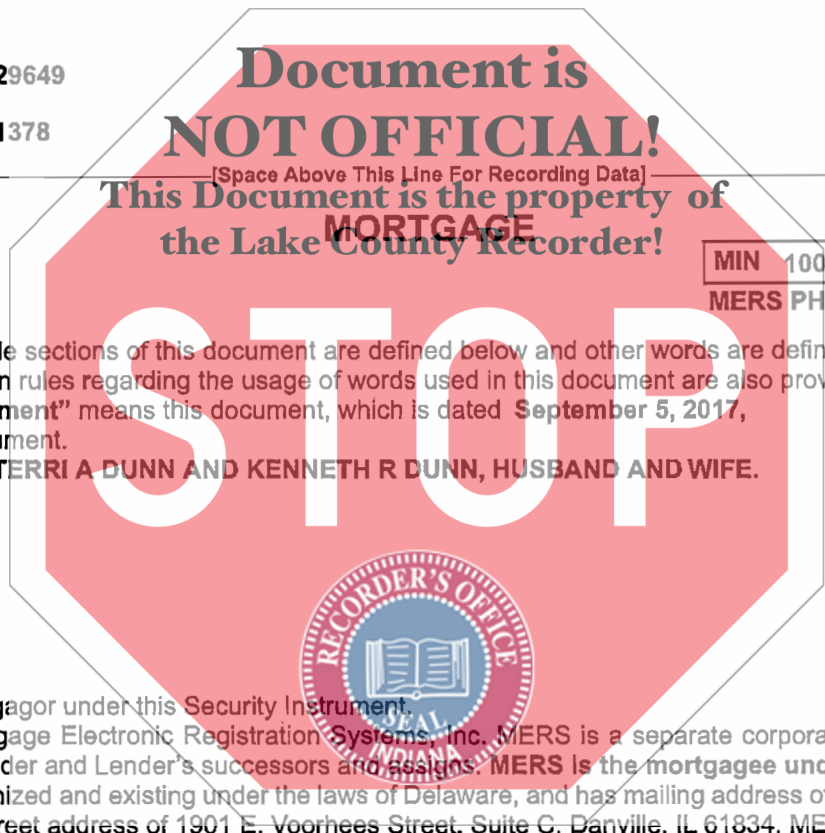 29649
Document is
1378
NOT OFFICIAL!
[Space Above This Line For Recording Data]
This Document is the property of
MORTGAGE
the Lake County Recorder!
MIN 100
MERS PH
STOP
le sections of this document are defined below and other words are defin
n rules regarding the usage of words used in this document are also prov
ment” means this document, which is dated September 5, 2017,
ument.
TERRI A DUNN AND KENNETH R DUNN, HUSBAND AND WIFE.
RECORDER'S OFFICE
SEAL
INDIANA
gagor under this Security Instrument.
gage Electronic Registration Systems, Inc. MERS is a separate corpora
der and Lender's successors and assigns. MERS is the mortgagee und
nized and existing under the laws of Delaware, and has mailing address of
reet address of 1901 E. Voorhees Street, Suite C, Danville, IL 61834. ME